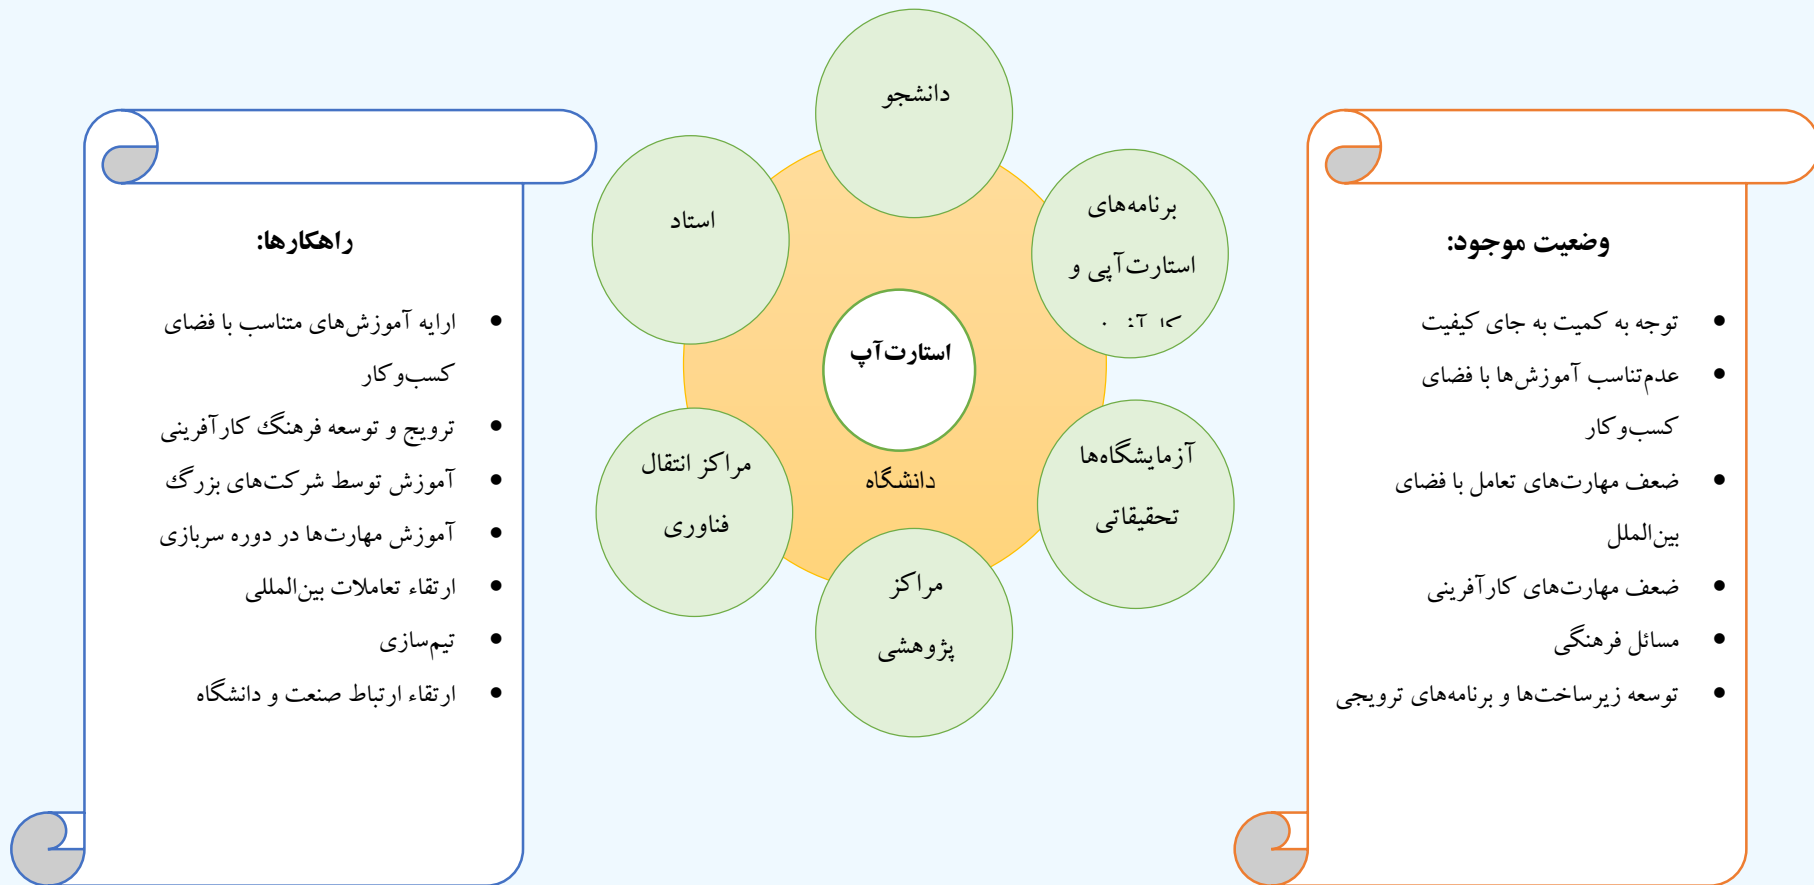 وضعیت موجود:
توجه به کمیت به جای کیفیت
عدم‌تناسب آموزش‌ها با فضای
کسب‌وکار
ضعف مهارت‌های تعامل با فضای
بین‌الملل
ضعف مهارت‌های کارآفرینی
مسائل فرهنگی
توسعه زیرساخت‌ها و برنامه‌های ترویجی
دانشجو
برنامه‌های
استارت‌آپی و
استاد
استارت‌آپ
دانشگاه
آزمایشگاه‌ها
تحقیقاتی
مراکز انتقال
فناوری
مراکز
پژوهشی
راهکارها:
ارایه آموزش‌های متناسب با فضای
کسب‌وکار
ترویج و توسعه فرهنگ کارآفرینی
آموزش توسط شرکت‌های بزرگ
آموزش مهارت‌ها در دوره سربازی
ارتقاء تعاملات بین‌المللی
تیم‌سازی
ارتقاء ارتباط صنعت و دانشگاه